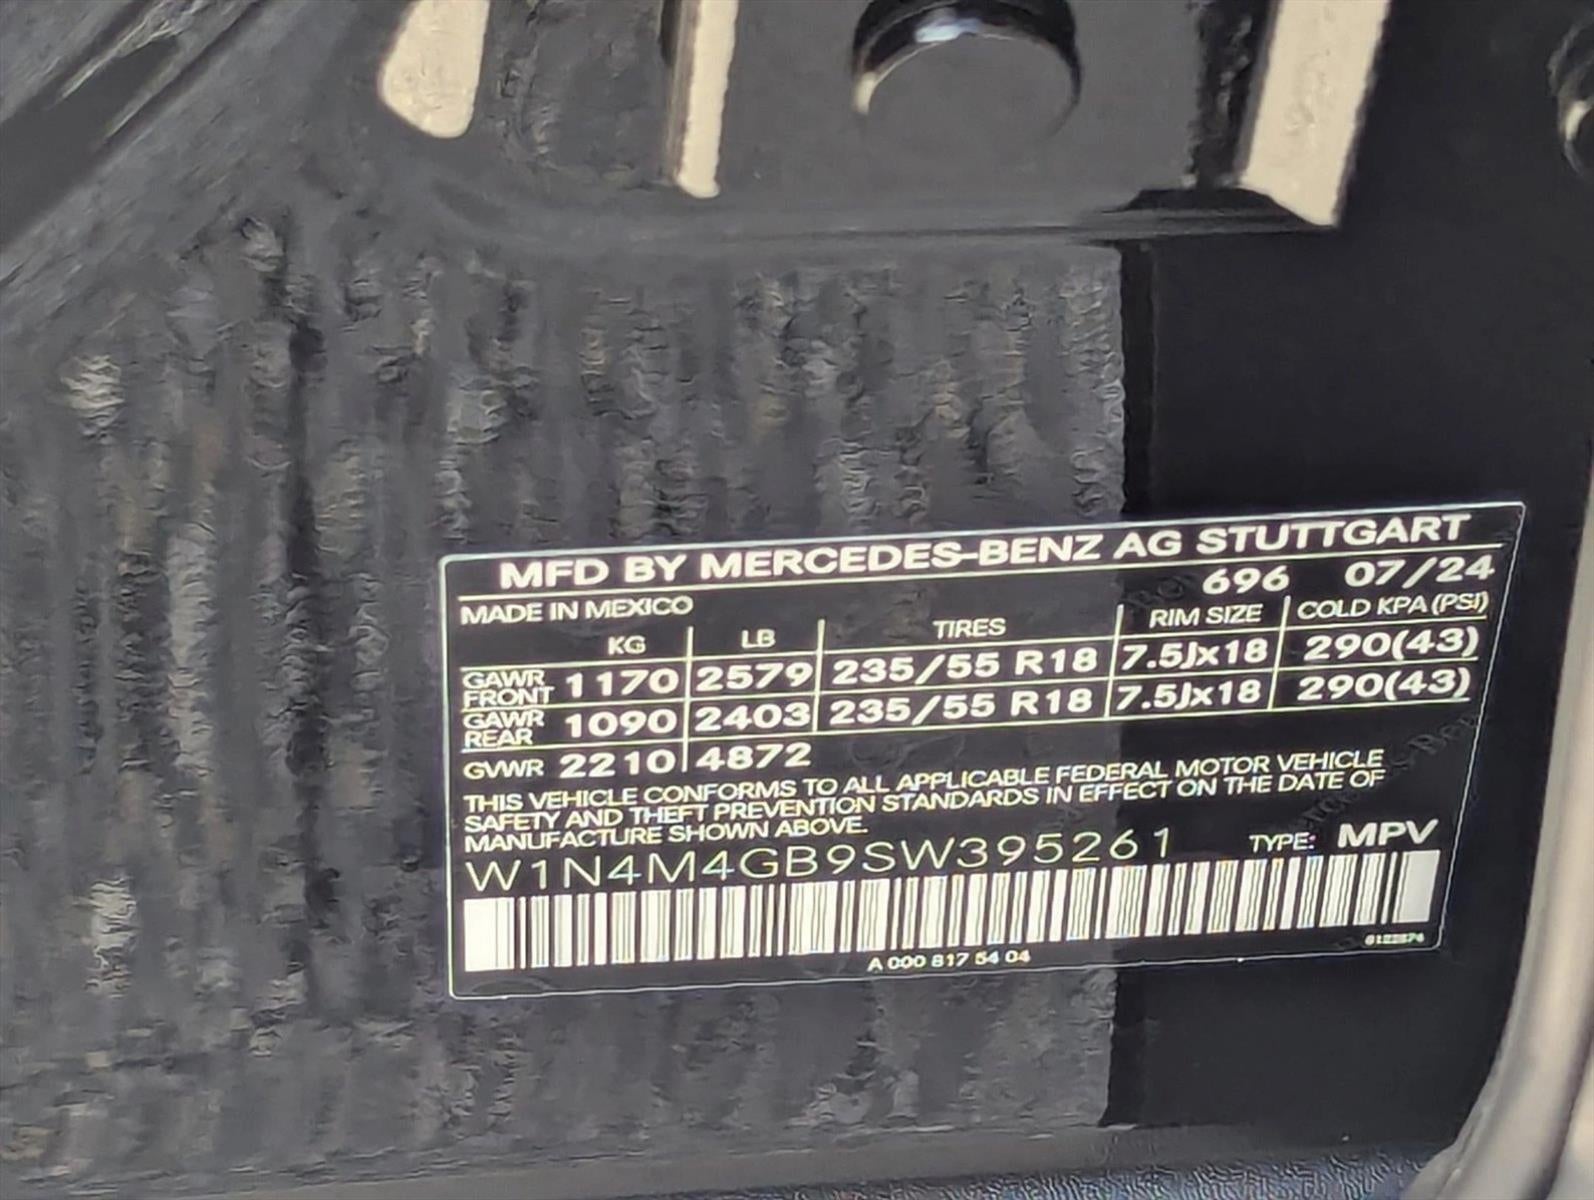 MFD BY MERCEDES-BENZ AG STUTTGART
MADE IN MEXICO 696 07/24
KG LB TIRES RIM SIZE COLD KPA (PSI)
GAWR FRONT 1170 2579 235/55 R18 7.5Jx18 290(43)
GAWR REAR 1090 2403 235/55 R18 7.5Jx18 290(43)
GVWR 2210 4872
THIS VEHICLE CONFORMS TO ALL APPLICABLE FEDERAL MOTOR VEHICLE
SAFETY AND THEFT PREVENTION STANDARDS IN EFFECT ON THE DATE OF
MANUFACTURE SHOWN ABOVE.
W1N4M4GB9SW395261 TYPE: MPV
A 000 817 54 04